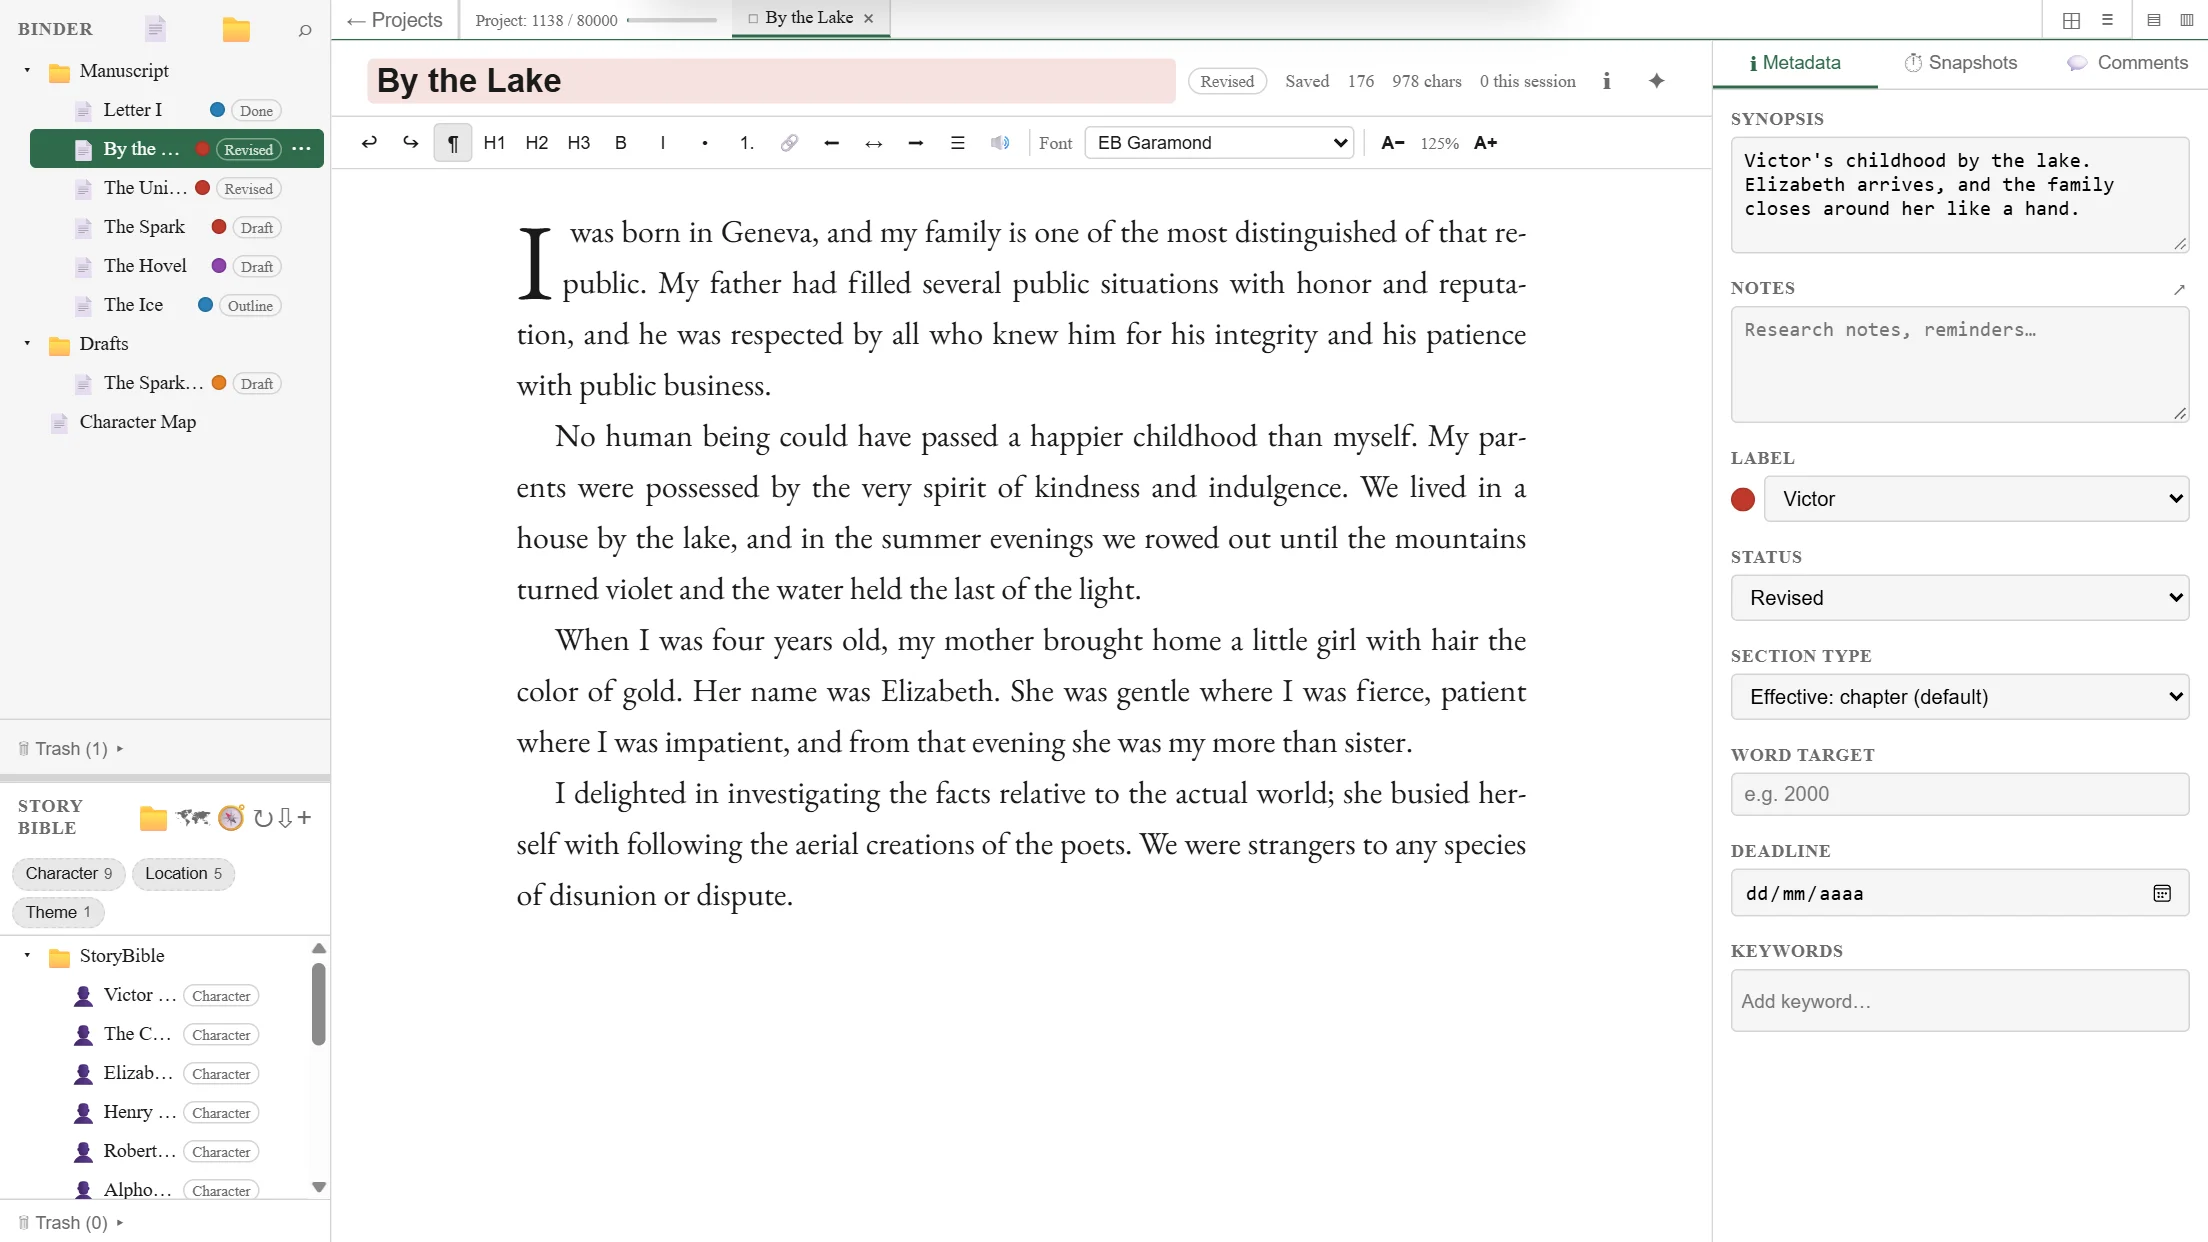 BINDER
Manuscript
Letter I Done
By the … Revised ···
The Uni… Revised
The Spark Draft
The Hovel Draft
The Ice Outline
Drafts
The Spark… Draft
Character Map
Trash (1)
STORY
BIBLE
Character 9 Location 5
Theme 1
StoryBible
Victor … Character
The C… Character
Elizab… Character
Henry … Character
Robert… Character
Alpho… Character
Trash (0)
← Projects Project: 1138 / 80000 By the Lake ×
By the Lake Revised Saved 176 978 chars 0 this session
¶ H1 H2 H3 B I • 1. Font EB Garamond A− 125% A+
I was born in Geneva, and my family is one of the most distinguished of that re-
public. My father had filled several public situations with honor and reputa-
tion, and he was respected by all who knew him for his integrity and his patience
with public business.
No human being could have passed a happier childhood than myself. My par-
ents were possessed by the very spirit of kindness and indulgence. We lived in a
house by the lake, and in the summer evenings we rowed out until the mountains
turned violet and the water held the last of the light.
When I was four years old, my mother brought home a little girl with hair the
color of gold. Her name was Elizabeth. She was gentle where I was fierce, patient
where I was impatient, and from that evening she was my more than sister.
I delighted in investigating the facts relative to the actual world; she busied her-
self with following the aerial creations of the poets. We were strangers to any species
of disunion or dispute.
Metadata Snapshots Comments
SYNOPSIS
Victor's childhood by the lake.
Elizabeth arrives, and the family
closes around her like a hand.
NOTES
Research notes, reminders…
LABEL
Victor
STATUS
Revised
SECTION TYPE
Effective: chapter (default)
WORD TARGET
e.g. 2000
DEADLINE
dd/mm/aaaa
KEYWORDS
Add keyword…